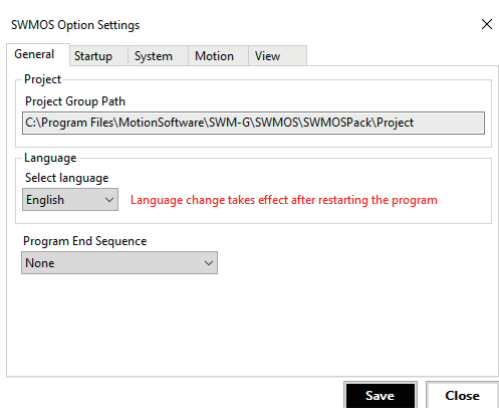 SWMOS Option Settings
General Startup System Motion View
Project
Project Group Path
C:\Program Files\MotionSoftware\SWM-G\SWMOS\SWMOSPack\Project
Language
Select language
English Language change takes effect after restarting the program
Program End Sequence
None
Save Close